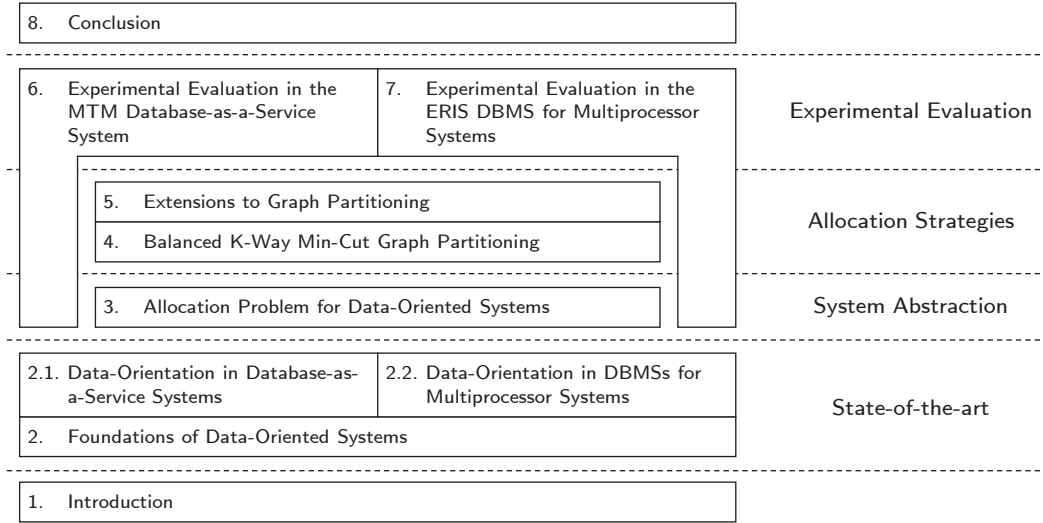 8. Conclusion
6. Experimental Evaluation in the
MTM Database-as-a-Service
System
7. Experimental Evaluation in the
ERIS DBMS for Multiprocessor
Systems
Experimental Evaluation
5. Extensions to Graph Partitioning
4. Balanced K-Way Min-Cut Graph Partitioning
Allocation Strategies
3. Allocation Problem for Data-Oriented Systems
System Abstraction
2.1. Data-Orientation in Database-as-
a-Service Systems
2.2. Data-Orientation in DBMSs for
Multiprocessor Systems
2. Foundations of Data-Oriented Systems
State-of-the-art
1. Introduction